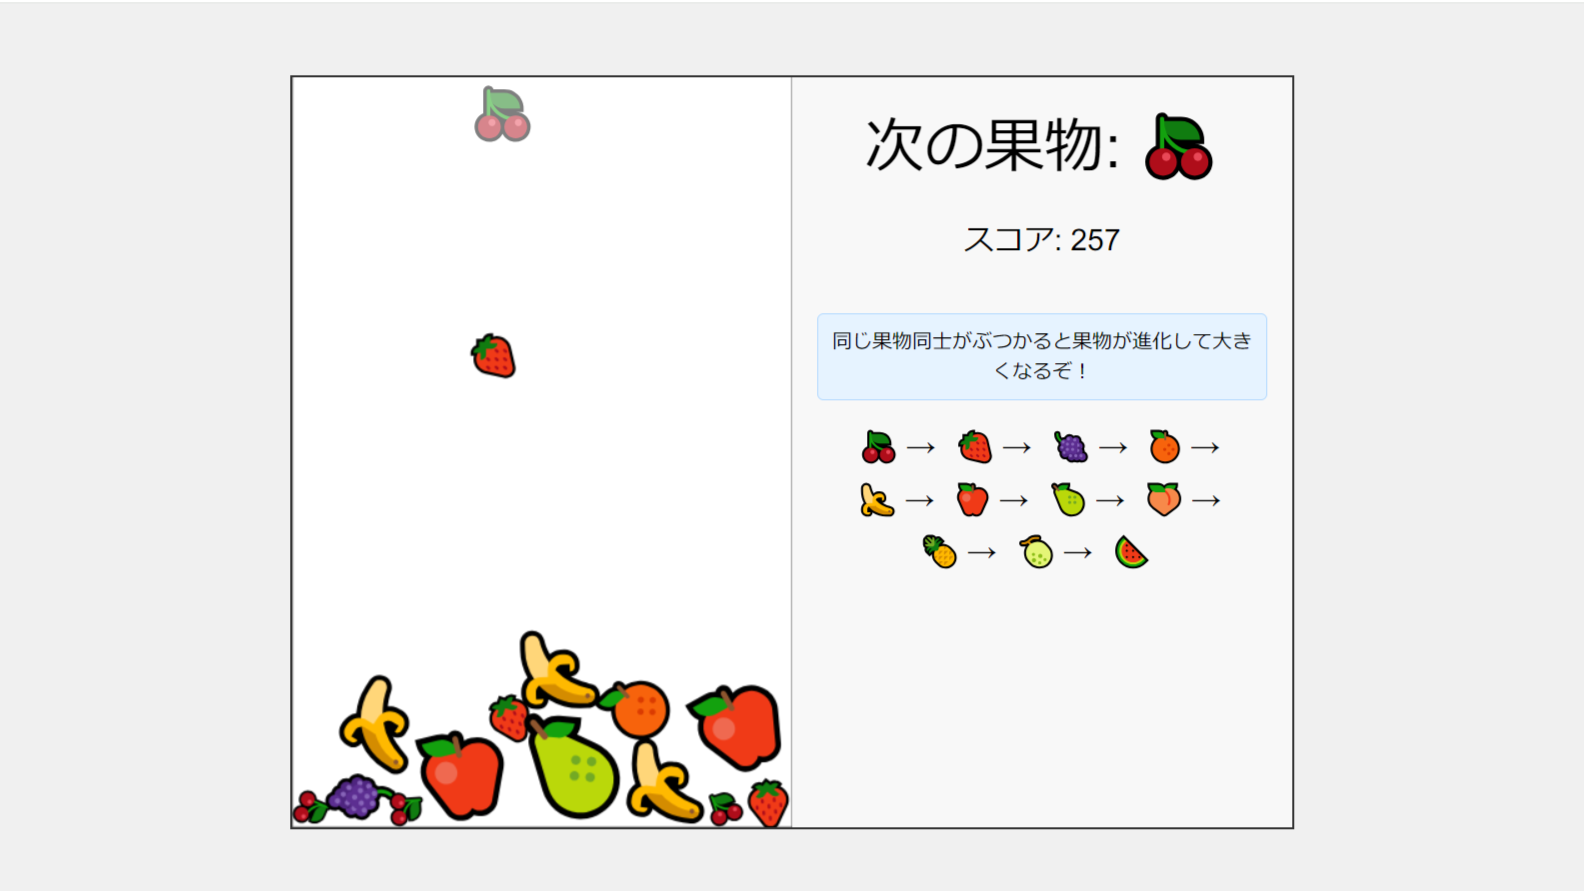 次の果物:
スコア: 257
同じ果物同士がぶつかると果物が進化して大き
くなるぞ！
→ → → →
→ → → →
→ →